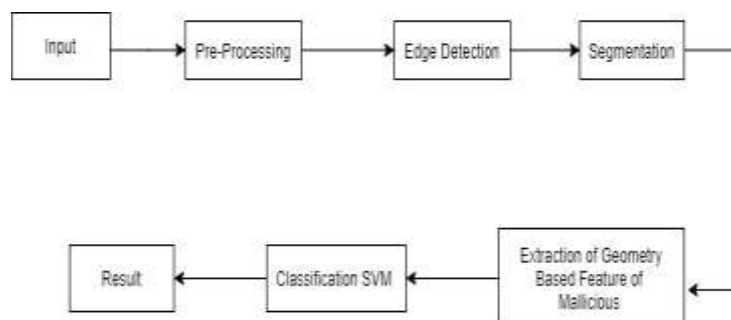 Input
Pre-Processing
Edge Detection
Segmentation
Extraction of Geometry
Based Feature of
Mallicious
Classification SVM
Result